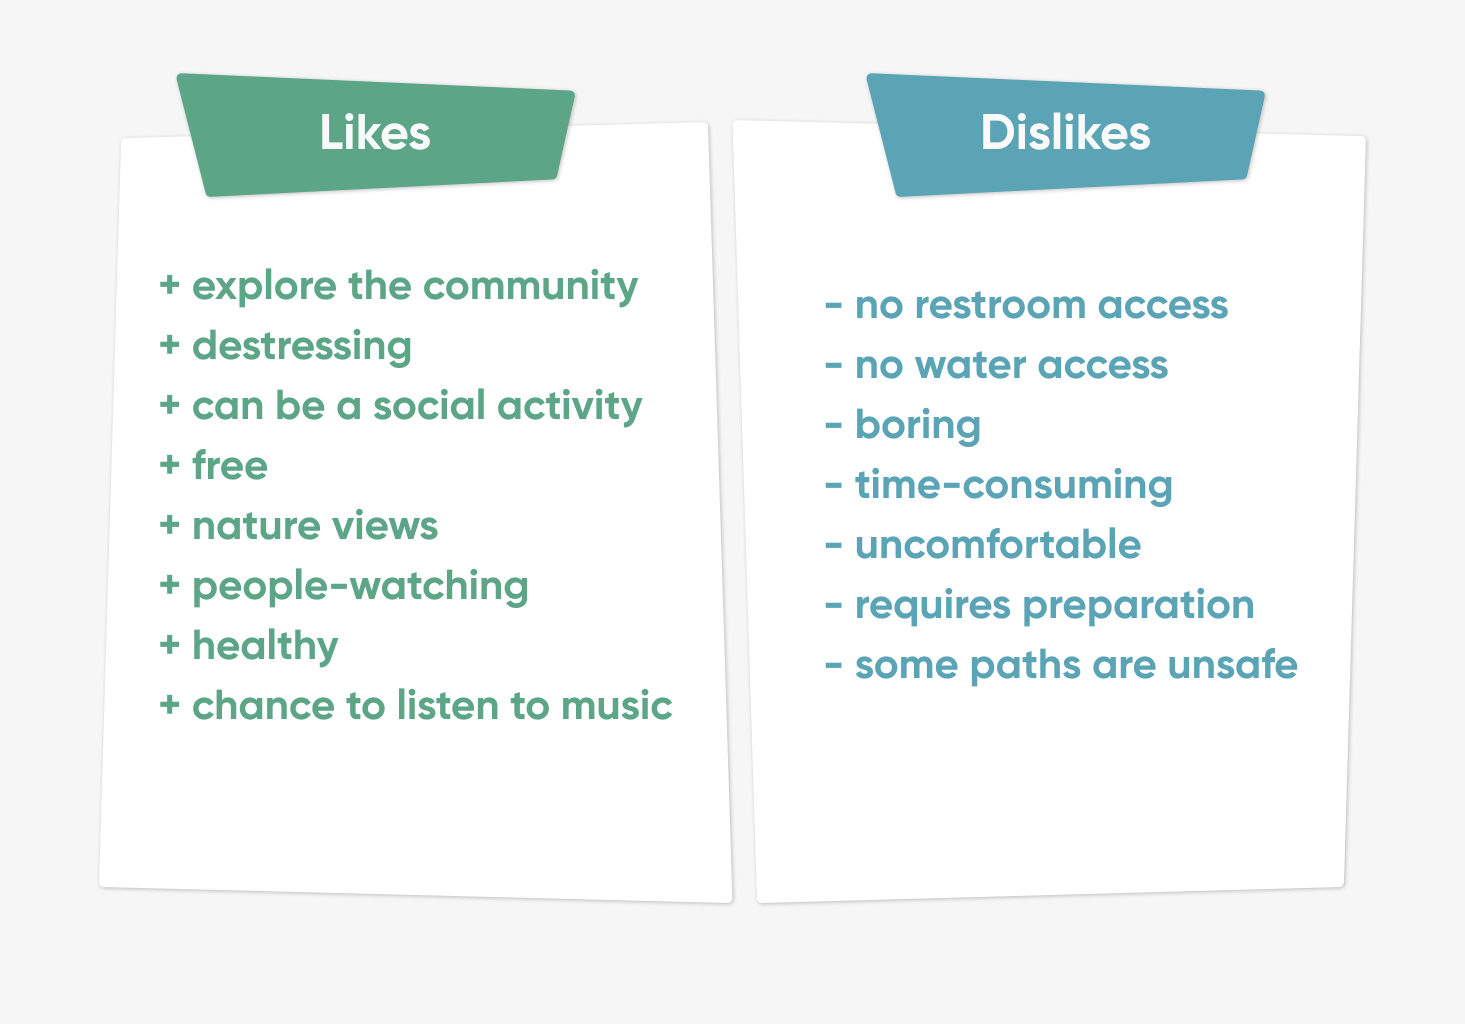 Likes
+ explore the community
+ destressing
+ can be a social activity
+ free
+ nature views
+ people-watching
+ healthy
+ chance to listen to music
Dislikes
- no restroom access
- no water access
- boring
- time-consuming
- uncomfortable
- requires preparation
- some paths are unsafe